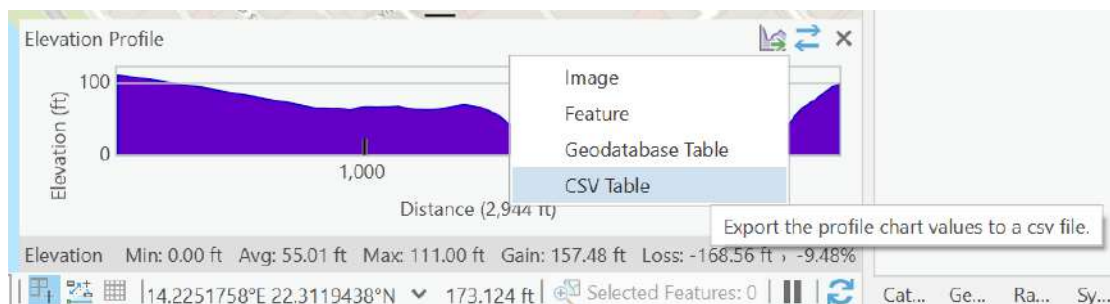 Elevation Profile
Image
100
Feature
Elevation (ft)
Geodatabase Table
0
1,000
CSV Table
Distance (2,944 ft)
Export the profile chart values to a csv file.
Elevation Min: 0.00 ft Avg: 55.01 ft Max: 111.00 ft Gain: 157.48 ft Loss: -168.56 ft -9.48%
14.2251758°E 22.3119438°N 173.124 ft Selected Features: 0
Cat... Ge... Ra... Sy...